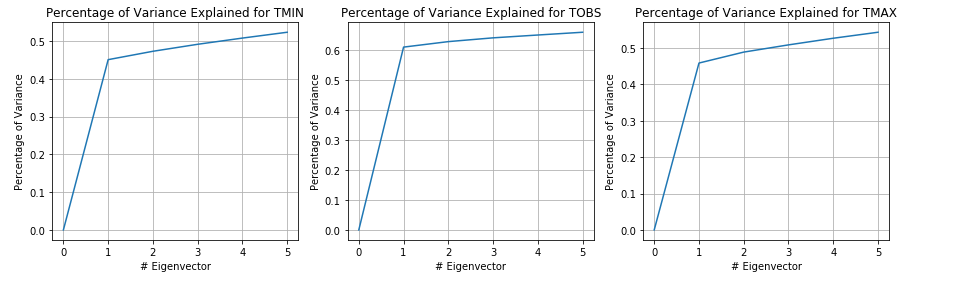 Percentage of Variance Explained for TMIN
Percentage of Variance
0.5
0.4
0.3
0.2
0.1
0.0
0 1 2 3 4 5
# Eigenvector
Percentage of Variance Explained for TOBS
Percentage of Variance
0.6
0.5
0.4
0.3
0.2
0.1
0.0
0 1 2 3 4 5
# Eigenvector
Percentage of Variance Explained for TMAX
Percentage of Variance
0.5
0.4
0.3
0.2
0.1
0.0
0 1 2 3 4 5
# Eigenvector